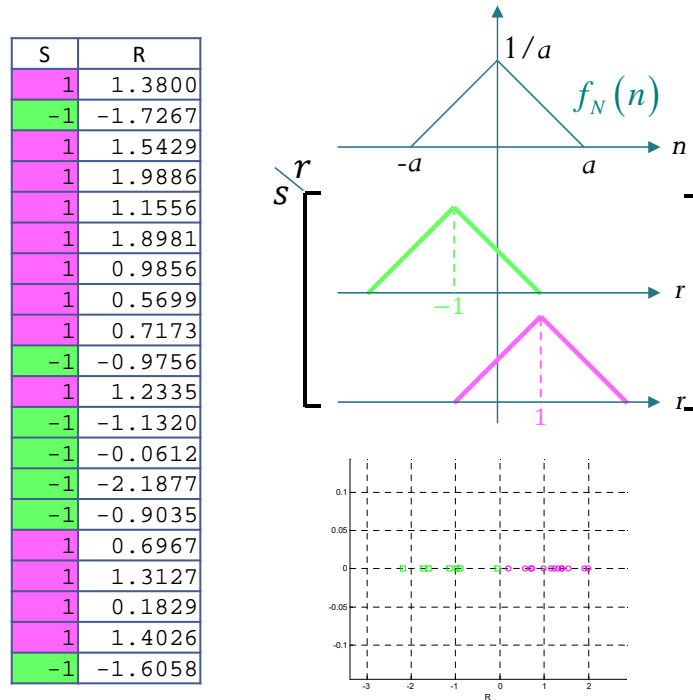 S R
1 1.3800
-1 -1.7267
1 1.5429
1 1.9886
1 1.1556
1 1.8981
1 0.9856
1 0.5699
1 0.7173
-1 -0.9756
1 1.2335
-1 -1.1320
-1 -0.0612
-1 -2.1877
-1 -0.9035
1 0.6967
1 1.3127
1 0.1829
1 1.4026
-1 -1.6058
1/a
f_N(n)
-a a n
s\r
−1 r
1 r
0.1
0.05
0
-0.05
-0.1
-3 -2 -1 0 1 2
R